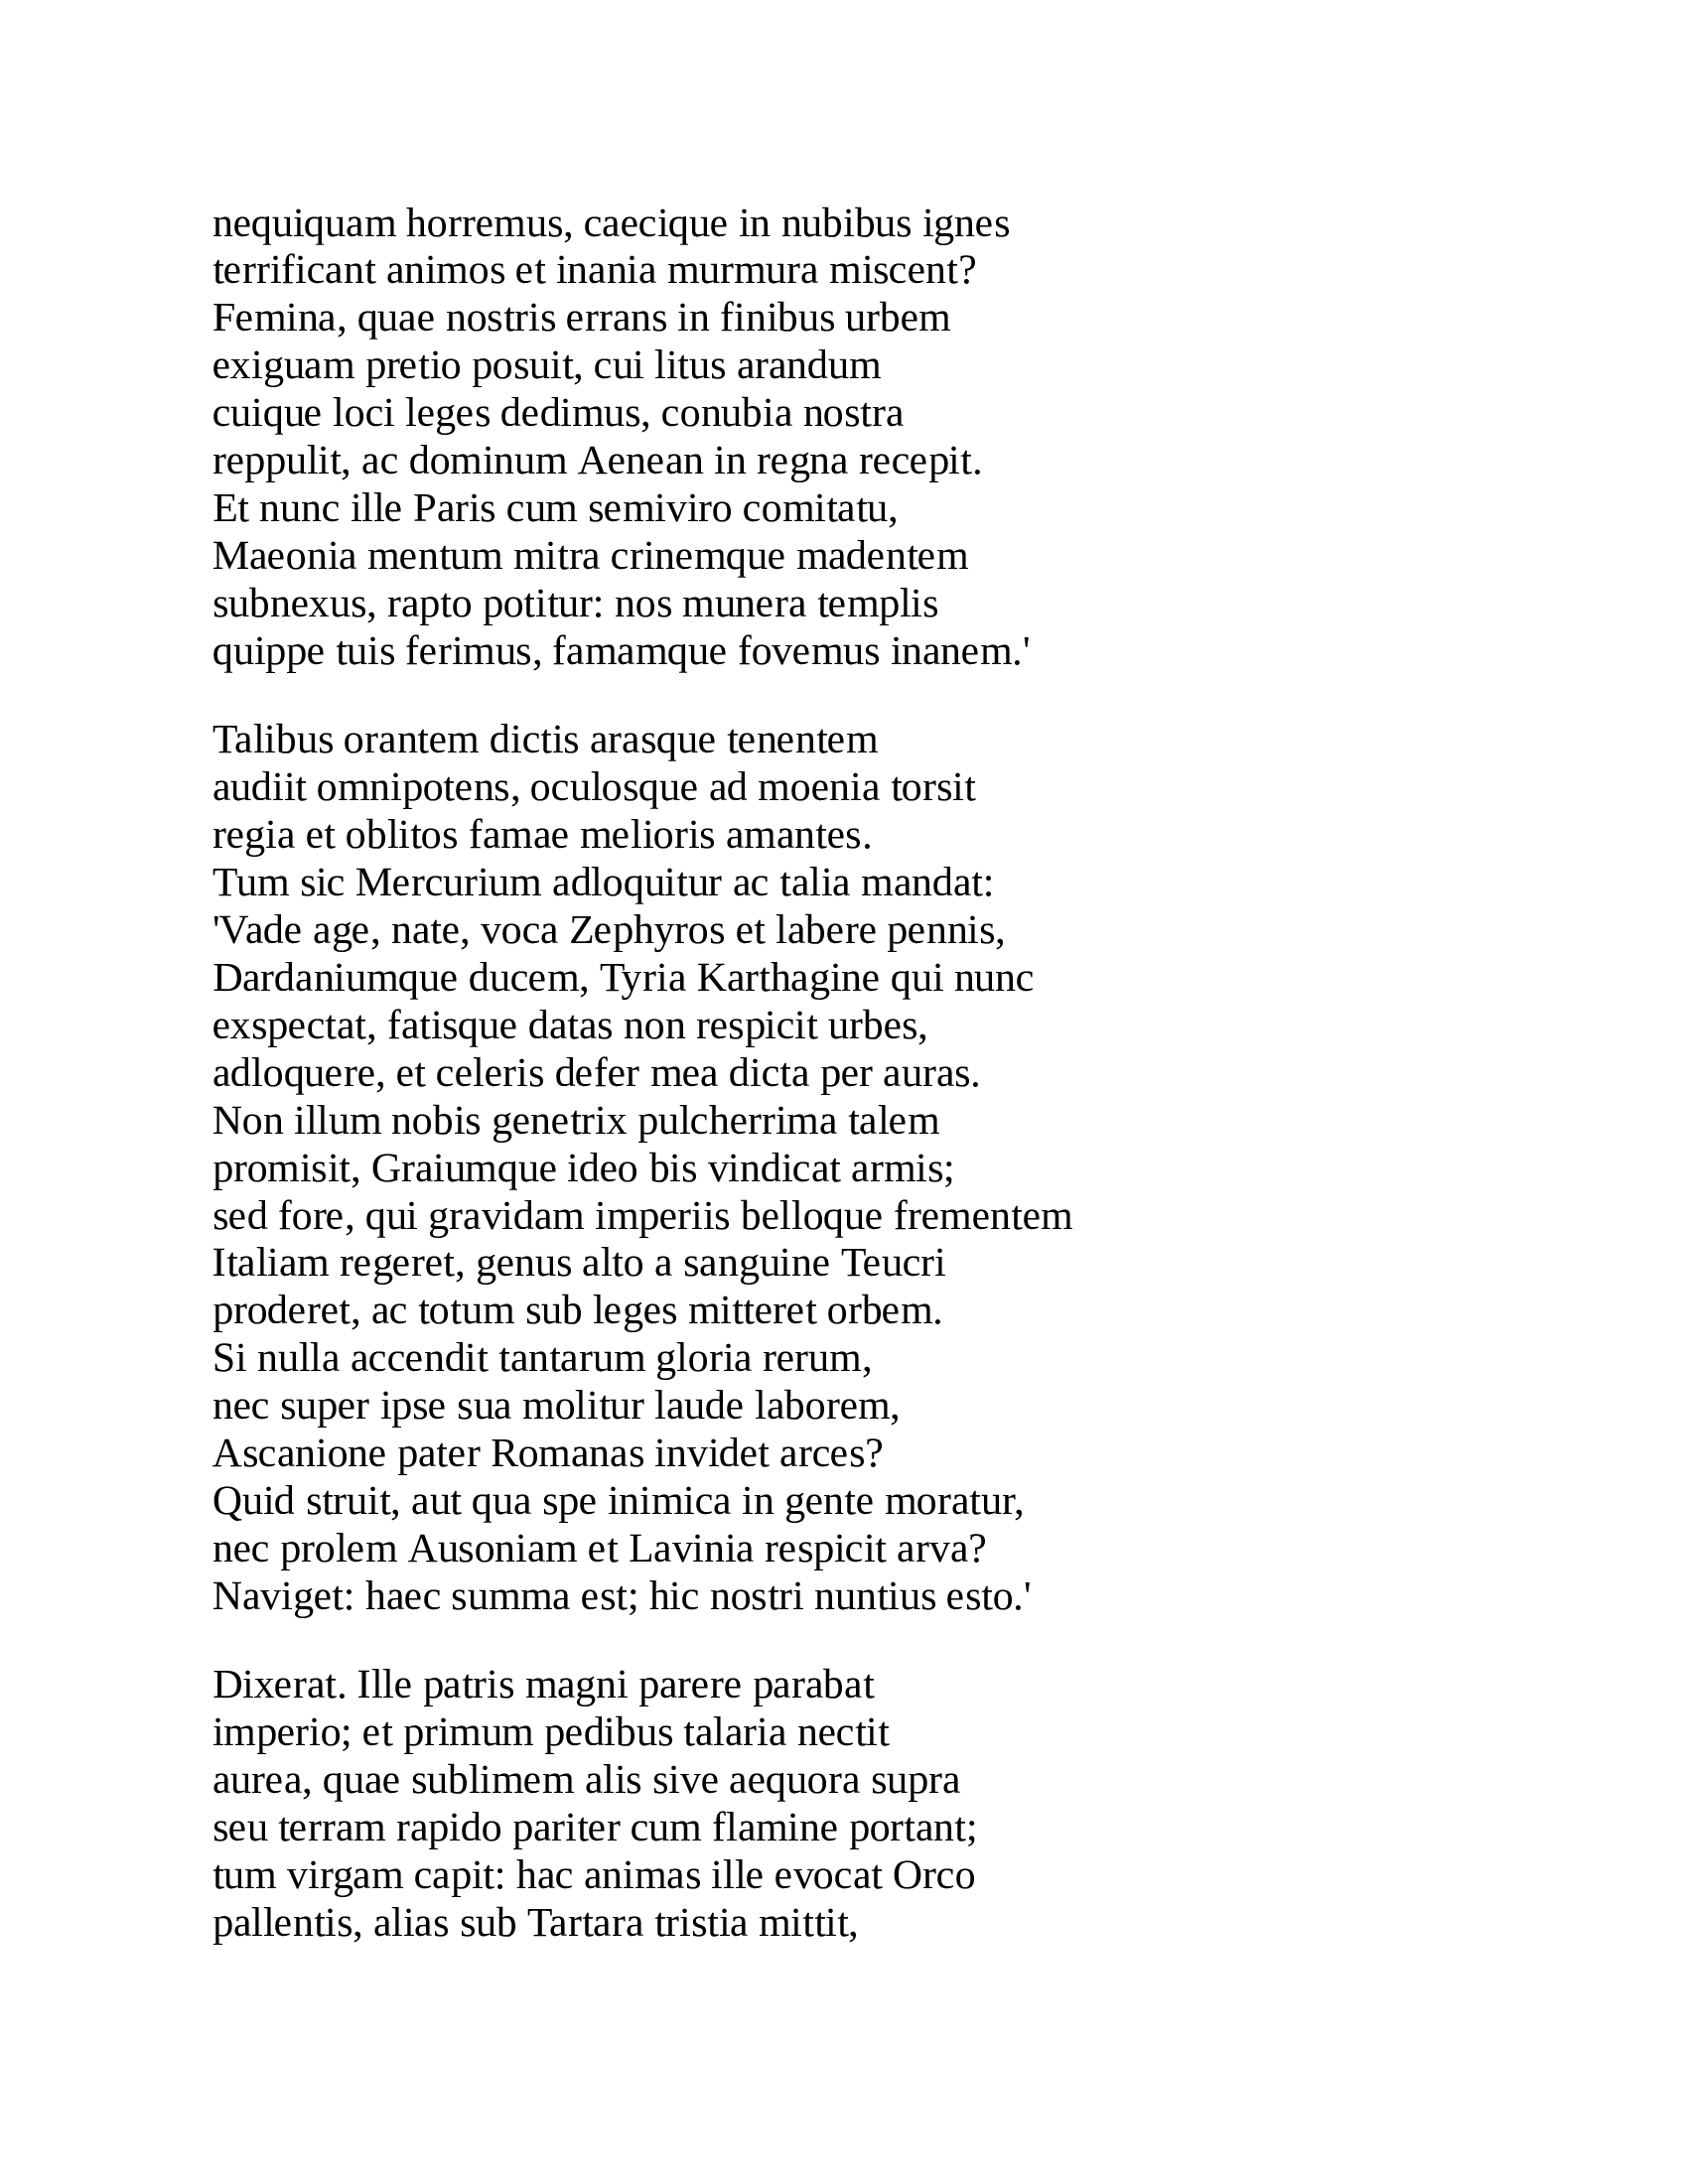 nequiquam horremus, caecique in nubibus ignes
terrificant animos et inania murmura miscent?
Femina, quae nostris errans in finibus urbem
exiguam pretio posuit, cui litus arandum
cuique loci leges dedimus, conubia nostra
reppulit, ac dominum Aenean in regna recepit.
Et nunc ille Paris cum semiviro comitatu,
Maeonia mentum mitra crinemque madentem
subnexus, rapto potitur: nos munera templis
quippe tuis ferimus, famamque fovemus inanem.'

Talibus orantem dictis arasque tenentem
audiit omnipotens, oculosque ad moenia torsit
regia et oblitos famae melioris amantes.
Tum sic Mercurium adloquitur ac talia mandat:
'Vade age, nate, voca Zephyros et labere pennis,
Dardaniumque ducem, Tyria Karthagine qui nunc
exspectat, fatisque datas non respicit urbes,
adloquere, et celeris defer mea dicta per auras.
Non illum nobis genetrix pulcherrima talem
promisit, Graiumque ideo bis vindicat armis;
sed fore, qui gravidam imperiis belloque frementem
Italiam regeret, genus alto a sanguine Teucri
proderet, ac totum sub leges mitteret orbem.
Si nulla accendit tantarum gloria rerum,
nec super ipse sua molitur laude laborem,
Ascanione pater Romanas invidet arces?
Quid struit, aut qua spe inimica in gente moratur,
nec prolem Ausoniam et Lavinia respicit arva?
Naviget: haec summa est; hic nostri nuntius esto.'

Dixerat. Ille patris magni parere parabat
imperio; et primum pedibus talaria nectit
aurea, quae sublimem alis sive aequora supra
seu terram rapido pariter cum flamine portant;
tum virgam capit: hac animas ille evocat Orco
pallentis, alias sub Tartara tristia mittit,